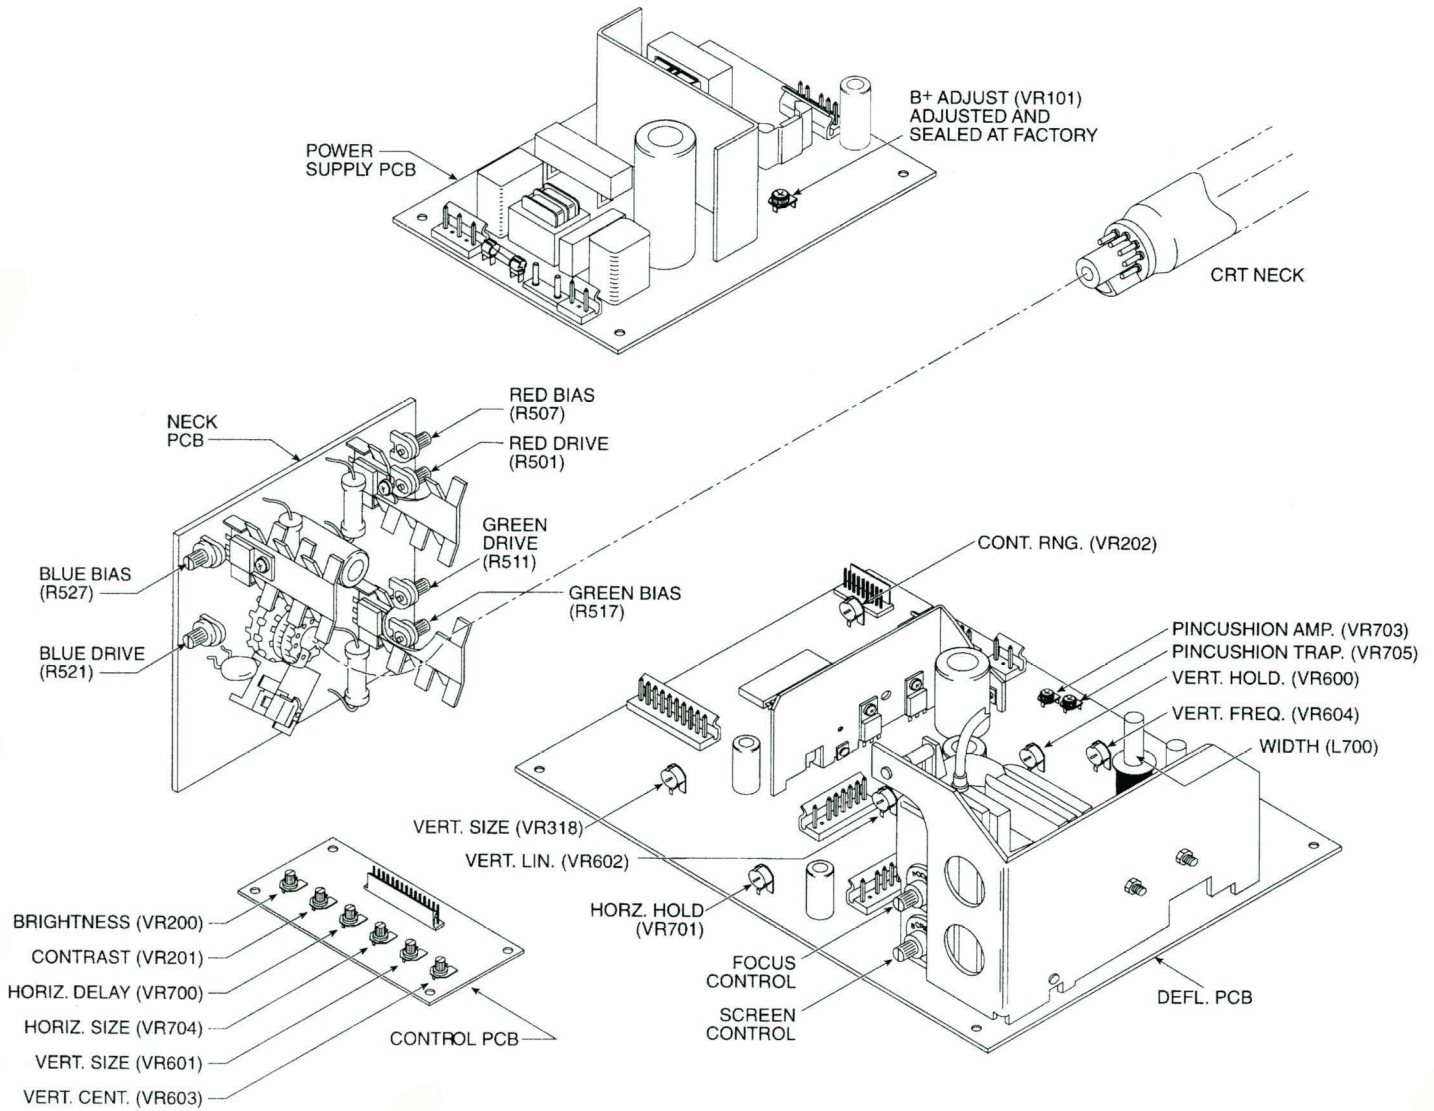 B+ ADJUST (VR101)
ADJUSTED AND
SEALED AT FACTORY
POWER
SUPPLY PCB
CRT NECK
RED BIAS
(R507)
NECK
PCB
RED DRIVE
(R501)
GREEN
DRIVE
(R511)
CONT. RNG. (VR202)
BLUE BIAS
(R527)
GREEN BIAS
(R517)
PINCUSHION AMP. (VR703)
BLUE DRIVE
(R521)
PINCUSHION TRAP. (VR705)
VERT. HOLD. (VR600)
VERT. FREQ. (VR604)
WIDTH (L700)
VERT. SIZE (VR318)
VERT. LIN. (VR602)
HORZ. HOLD
(VR701)
BRIGHTNESS (VR200)
CONTRAST (VR201)
FOCUS
CONTROL
HORIZ. DELAY (VR700)
DEFL. PCB
SCREEN
CONTROL
HORIZ. SIZE (VR704)
CONTROL PCB
VERT. SIZE (VR601)
VERT. CENT. (VR603)